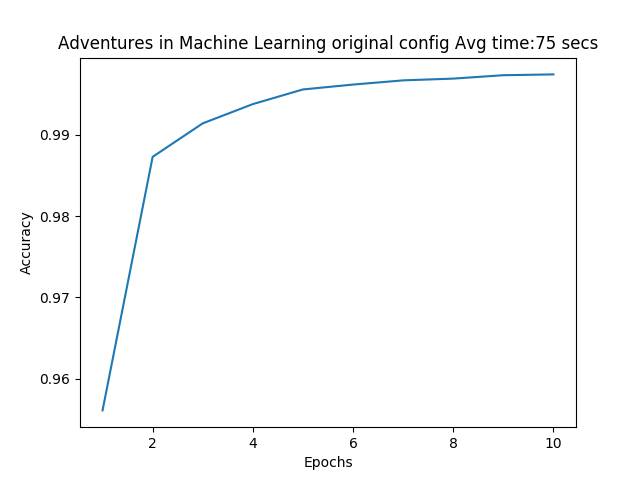 Adventures in Machine Learning original config Avg time:75 secs
Accuracy
0.99
0.98
0.97
0.96
2 4 6 8 10
Epochs